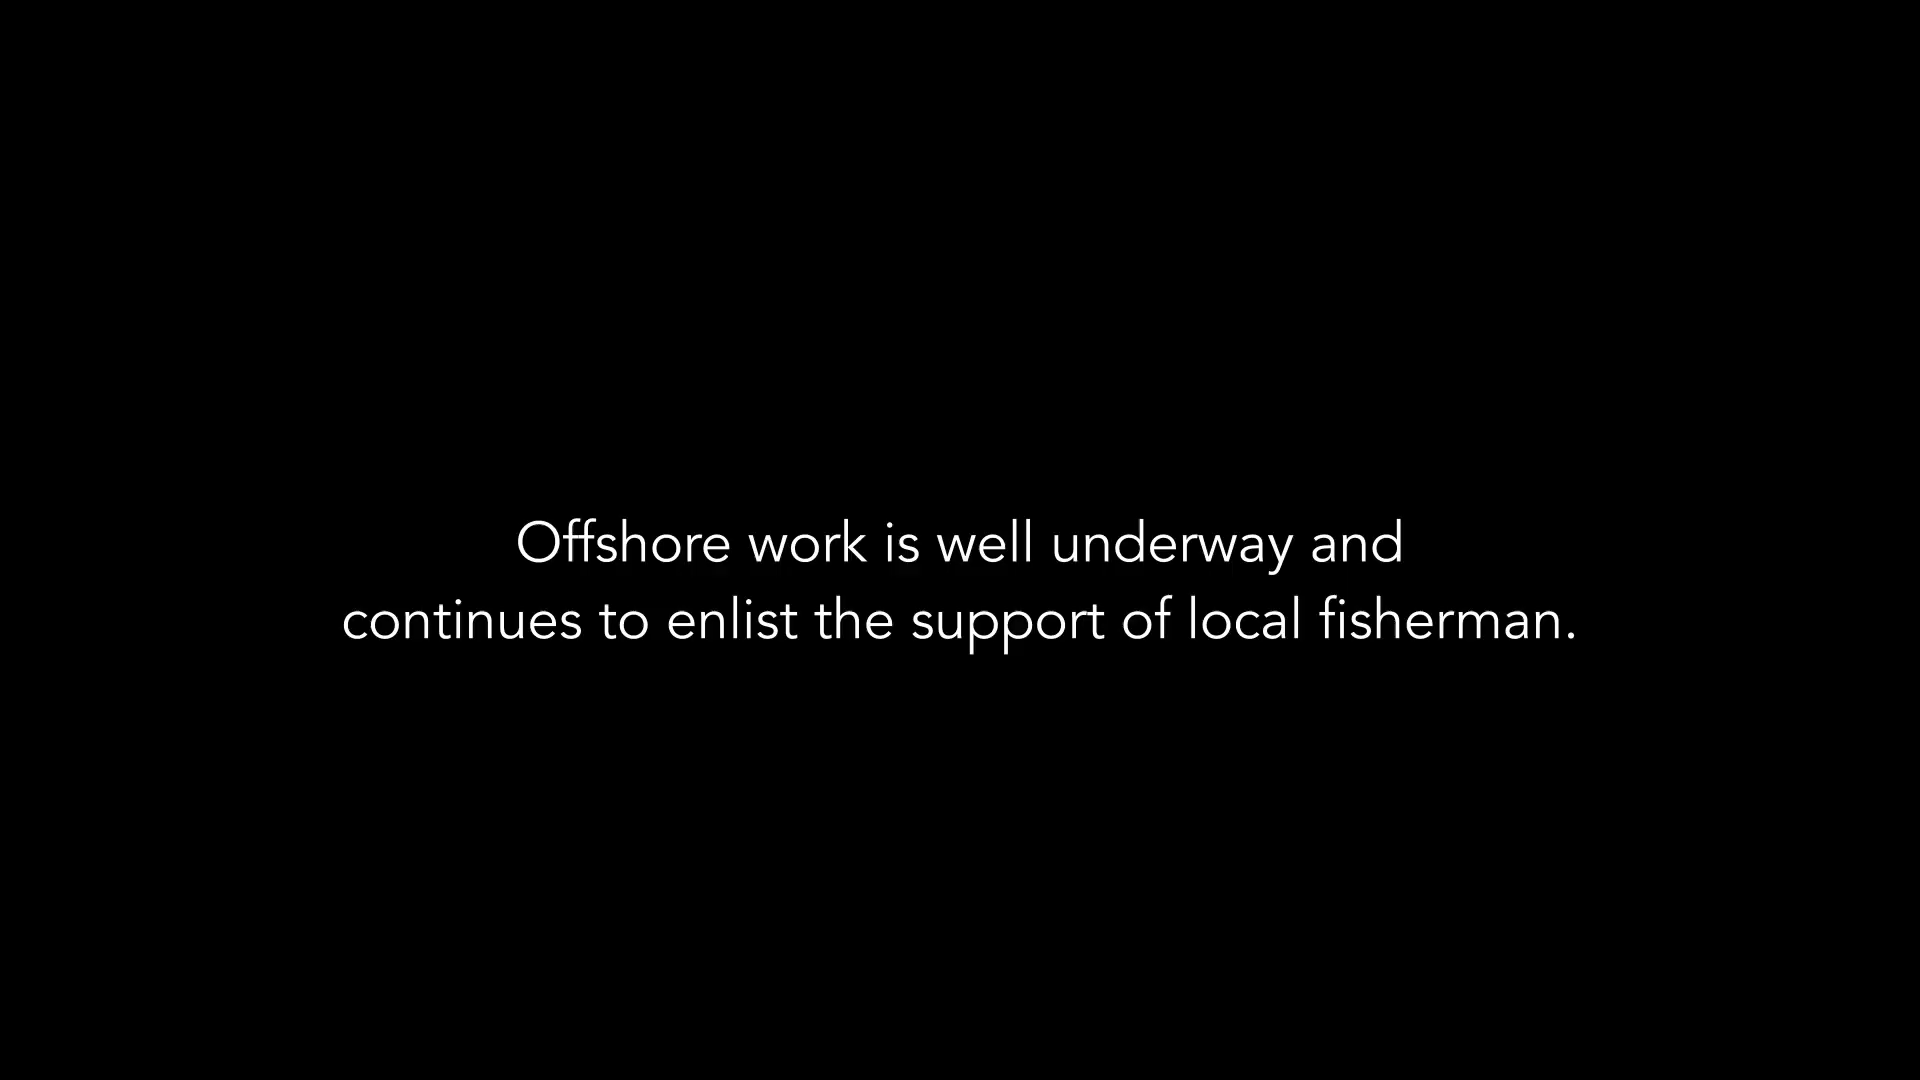 Offshore work is well underway and
continues to enlist the support of local fisherman.